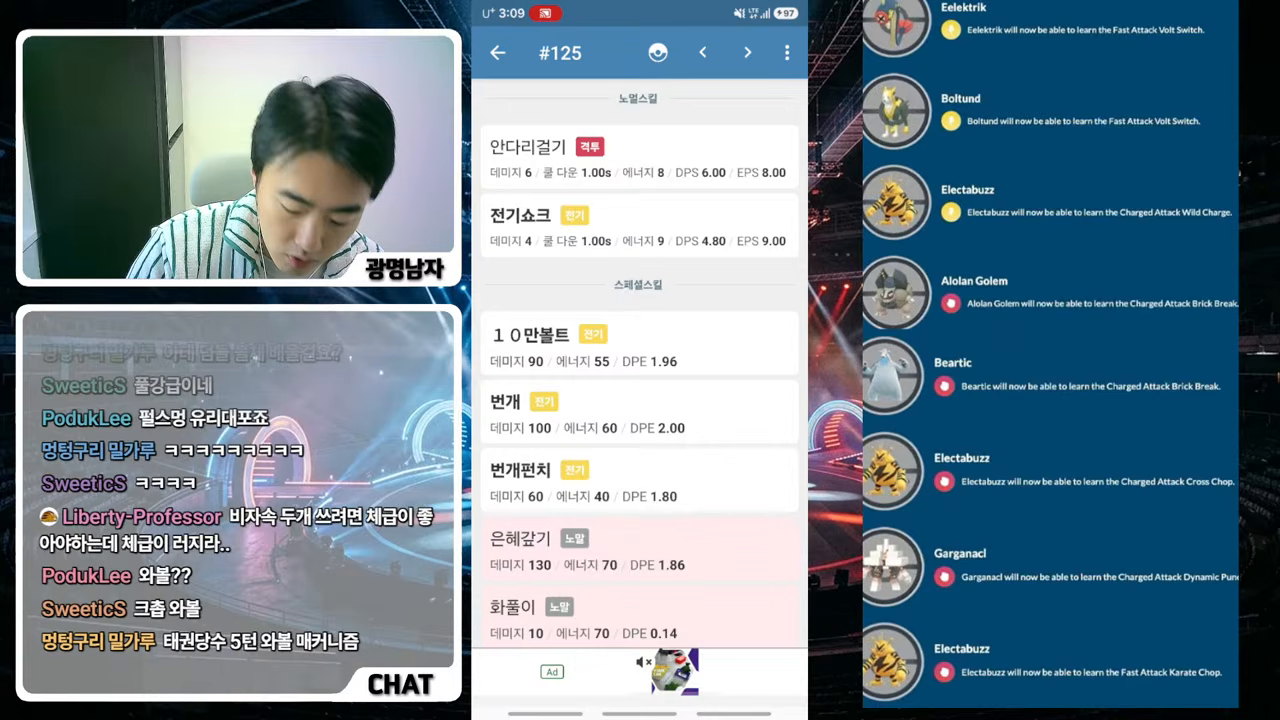 광명남자
멍텅구리 밀가루
SweeticS 풀강급이네
PodukLee 펄스멍 유리대포죠
멍텅구리 밀가루 ㅋㅋㅋㅋㅋㅋㅋㅋㅋ
SweeticS ㅋㅋㅋㅋ
Liberty-Professor 비자속 두개 쓰려면 체급이 좋
아야하는데 체급이 러지라..
PodukLee 와볼??
SweeticS 크촙 와볼
멍텅구리 밀가루 태권당수 5턴 와볼 매커니즘
CHAT
U+ 3:09 LTE 97
#125
노멀스킬
안다리걸기 격투
데미지 6 / 쿨 다운 1.00s / 에너지 8 / DPS 6.00 / EPS 8.00
전기쇼크 전기
데미지 4 / 쿨 다운 1.00s / 에너지 9 / DPS 4.80 / EPS 9.00
스페셜스킬
１０만볼트 전기
데미지 90 / 에너지 55 / DPE 1.96
번개 전기
데미지 100 / 에너지 60 / DPE 2.00
번개펀치 전기
데미지 60 / 에너지 40 / DPE 1.80
은혜갚기 노말
데미지 130 / 에너지 70 / DPE 1.86
화풀이 노말
데미지 10 / 에너지 70 / DPE 0.14
Ad
Eelektrik
Eelektrik will now be able to learn the Fast Attack Volt Switch.
Boltund
Boltund will now be able to learn the Fast Attack Volt Switch.
Electabuzz
Electabuzz will now be able to learn the Charged Attack Wild Charge.
Alolan Golem
Alolan Golem will now be able to learn the Charged Attack Brick Break.
Beartic
Beartic will now be able to learn the Charged Attack Brick Break.
Electabuzz
Electabuzz will now be able to learn the Charged Attack Cross Chop.
Garganacl
Garganacl will now be able to learn the Charged Attack Dynamic Pun
Electabuzz
Electabuzz will now be able to learn the Fast Attack Karate Chop.